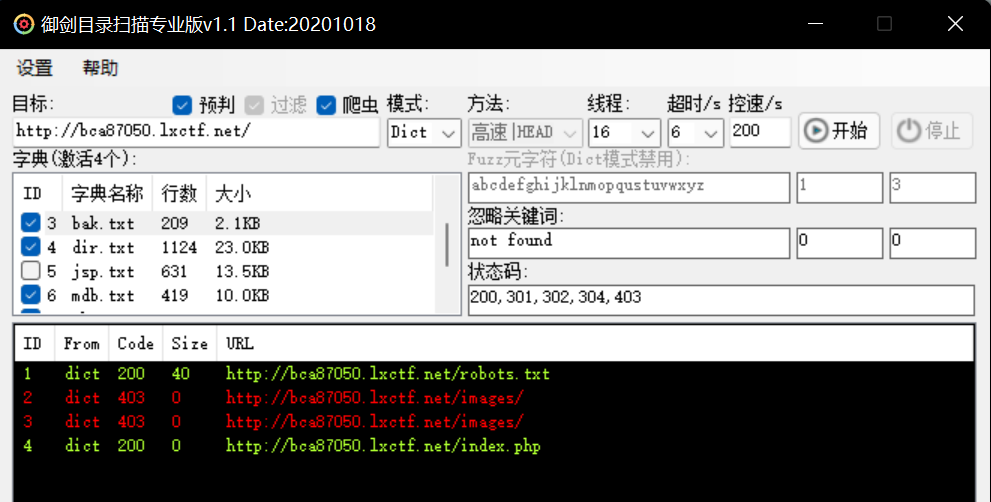 御剑目录扫描专业版v1.1 Date:20201018
设置 帮助
目标: 预判 过滤 爬虫 模式: 方法: 线程: 超时/s 控速/s
http://bca87050.lxctf.net/ Dict 高速|HEAD 16 6 200 开始 停止
字典(激活4个): Fuzz元字符(Dict模式禁用):
abcdefghijklnmopqustuvwxyz 1 3
ID 字典名称 行数 大小
3 bak.txt 209 2.1KB
4 dir.txt 1124 23.0KB
5 jsp.txt 631 13.5KB
6 mdb.txt 419 10.0KB
忽略关键词:
not found 0 0
状态码:
200,301,302,304,403
ID From Code Size URL
1 dict 200 40 http://bca87050.lxctf.net/robots.txt
2 dict 403 0 http://bca87050.lxctf.net/images/
3 dict 403 0 http://bca87050.lxctf.net/images/
4 dict 200 0 http://bca87050.lxctf.net/index.php